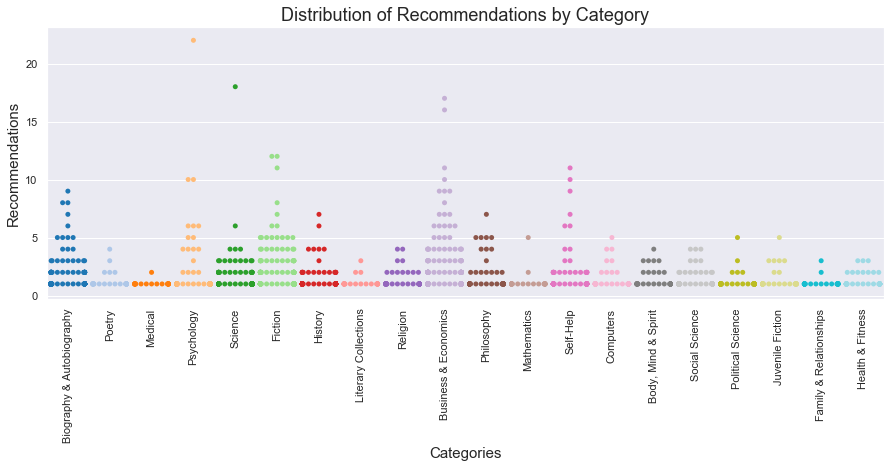 Distribution of Recommendations by Category
Recommendations
20
15
10
5
0
Biography & Autobiography
Poetry
Medical
Psychology
Science
Fiction
History
Literary Collections
Religion
Business & Economics
Philosophy
Mathematics
Self-Help
Computers
Body, Mind & Spirit
Social Science
Political Science
Juvenile Fiction
Family & Relationships
Health & Fitness
Categories